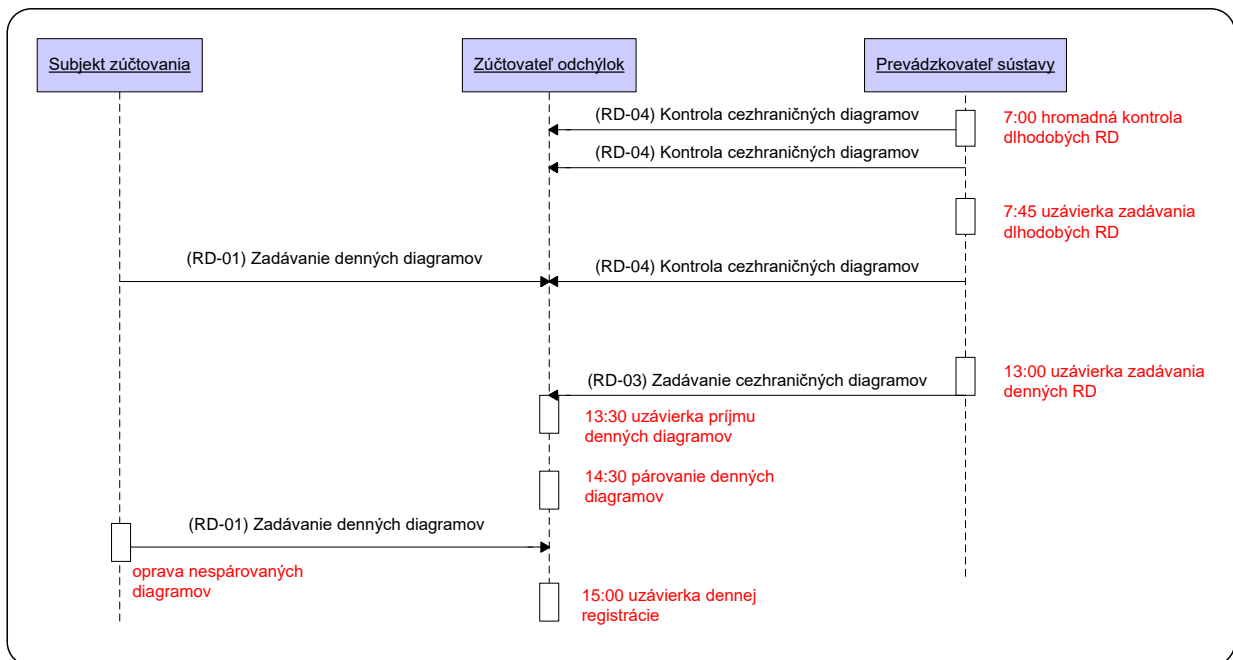 Subjekt zúčtovania
Zúčtovateľ odchýlok
Prevádzkovateľ sústavy
(RD-04) Kontrola cezhraničných diagramov
7:00 hromadná kontrola
dlhodobých RD
(RD-04) Kontrola cezhraničných diagramov
7:45 uzávierka zadávania
dlhodobých RD
(RD-01) Zadávanie denných diagramov
(RD-04) Kontrola cezhraničných diagramov
13:00 uzávierka zadávania
denných RD
(RD-03) Zadávanie cezhraničných diagramov
13:30 uzávierka príjmu
denných diagramov
14:30 párovanie denných
diagramov
(RD-01) Zadávanie denných diagramov
oprava nespárovaných
diagramov
15:00 uzávierka dennej
registrácie